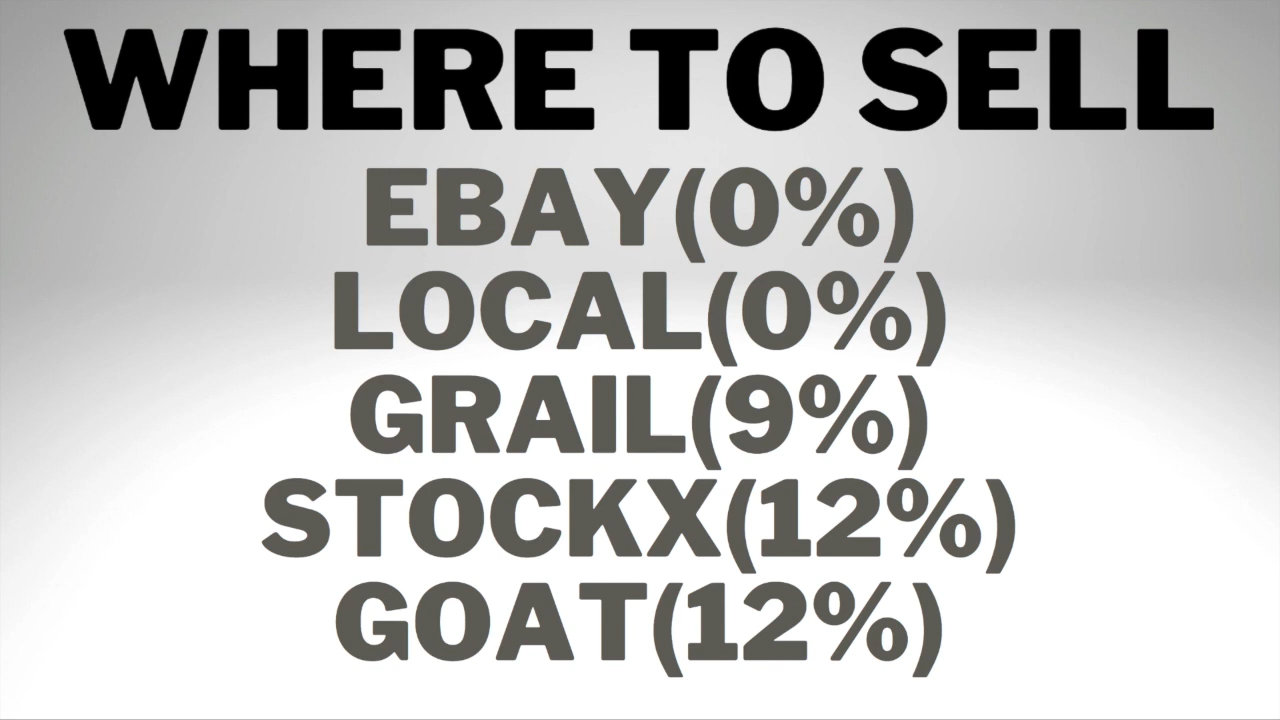 WHERE TO SELL
EBAY(0%)
LOCAL(0%)
GRAIL(9%)
STOCKX(12%)
GOAT(12%)